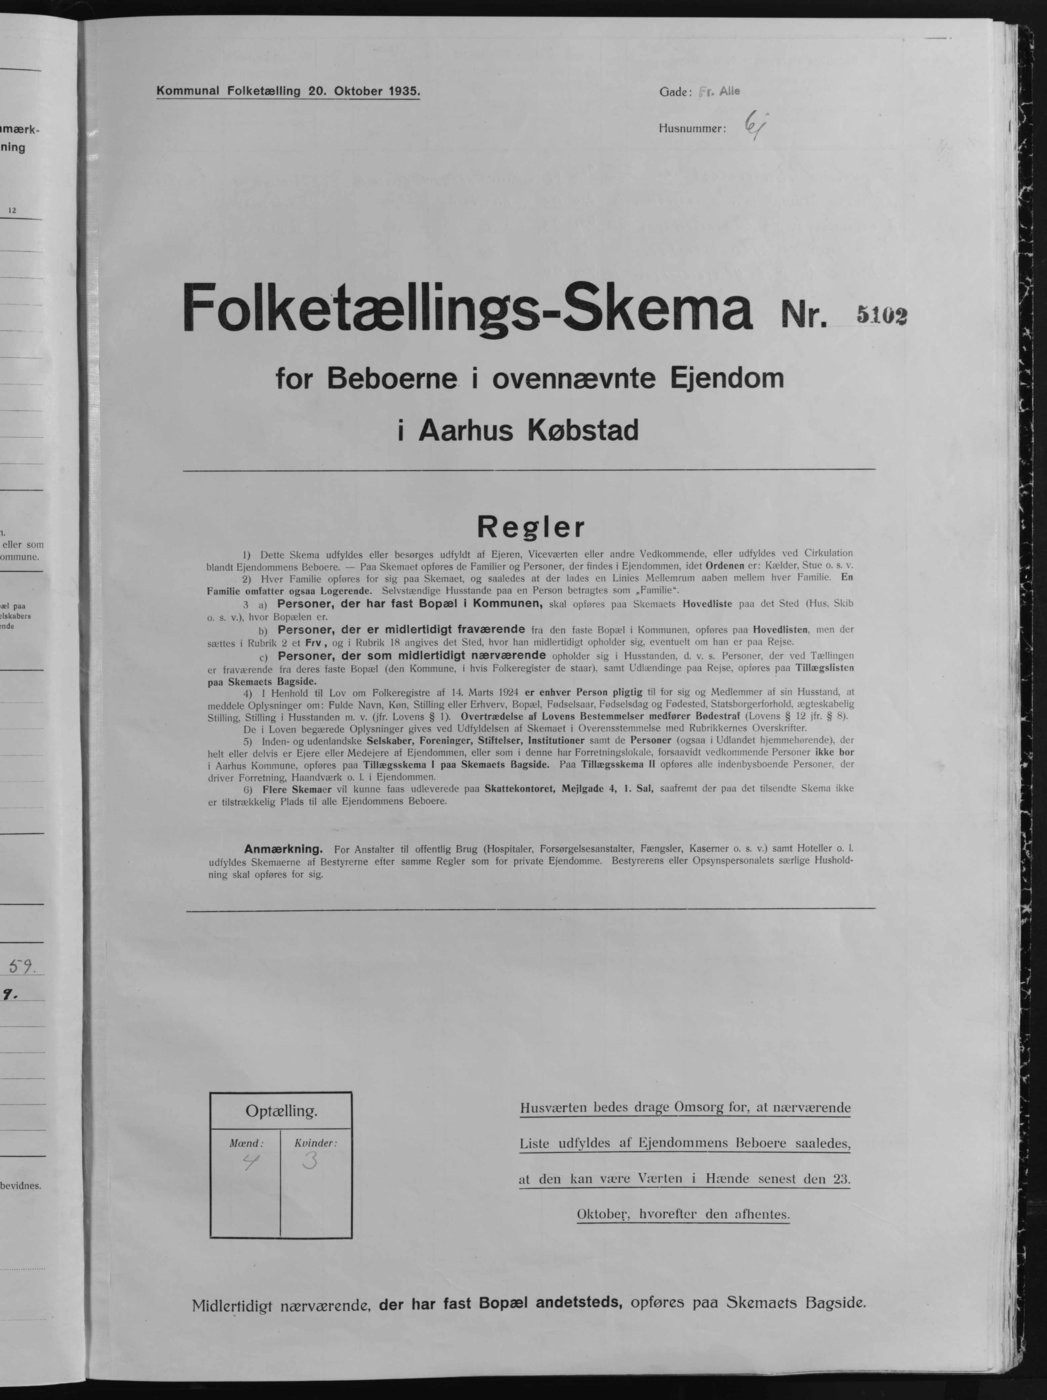 mærk-
ning
12
eller som
ommune.
æl paa
elskabers
ende
59.
9.
bevidnes.
Kommunal Folketælling 20. Oktober 1935.
Gade: Fr. Alle
Husnummer: 6
Folketællings-Skema Nr. 5102
for Beboerne i ovennævnte Ejendom
i Aarhus Købstad
Regler
1) Dette Skema udfyldes eller besørges udfyldt af Ejeren, Viceværten eller andre Vedkommende, eller udfyldes ved Cirkulation
blandt Ejendommens Beboere. — Paa Skemaet opføres de Familier og Personer, der findes i Ejendommen, idet Ordenen er: Kælder, Stue o. s. v.
2) Hver Familie opføres for sig paa Skemaet, og saaledes at der lades en Linies Mellemrum aaben mellem hver Familie. En
Familie omfatter ogsaa Logerende. Selvstændige Husstande paa en Person betragtes som „Familie“.
3 a) Personer, der har fast Bopæl i Kommunen, skal opføres paa Skemaets Hovedliste paa det Sted (Hus, Skib
o. s. v.), hvor Bopælen er.
b) Personer, der er midlertidigt fraværende fra den faste Bopæl i Kommunen, opføres paa Hovedlisten, men der
sættes i Rubrik 2 et Frv, og i Rubrik 18 angives det Sted, hvor han midlertidigt opholder sig, eventuelt om han er paa Rejse.
c) Personer, der som midlertidigt nærværende opholder sig i Husstanden, d. v. s. Personer, der ved Tællingen
er fraværende fra deres faste Bopæl (den Kommune, i hvis Folkeregister de staar), samt Udlændinge paa Rejse, opføres paa Tillægslisten
paa Skemaets Bagside.
4) I Henhold til Lov om Folkeregistre af 14. Marts 1924 er enhver Person pligtig til for sig og Medlemmer af sin Husstand, at
meddele Oplysninger om: Fulde Navn, Køn, Stilling eller Erhverv, Bopæl, Fødselsaar, Fødselsdag og Fødested, Statsborgerforhold, ægteskabelig
Stilling, Stilling i Husstanden m. v. (jfr. Lovens § 1). Overtrædelse af Lovens Bestemmelser medfører Bødestraf (Lovens § 12 jfr. § 8).
De i Loven begærede Oplysninger gives ved Udfyldelsen af Skemaet i Overensstemmelse med Rubrikkernes Overskrifter.
5) Inden- og udenlandske Selskaber, Foreninger, Stiftelser, Institutioner samt de Personer (ogsaa i Udlandet hjemmehørende), der
helt eller delvis er Ejere eller Medejere af Ejendommen, eller som i denne har Forretningslokale, forsaavidt vedkommende Personer ikke bor
i Aarhus Kommune, opføres paa Tillægsskema I paa Skemaets Bagside. Paa Tillægsskema II opføres alle indenbysboende Personer, der
driver Forretning, Haandværk o. l. i Ejendommen.
6) Flere Skemaer vil kunne faas udleverede paa Skattekontoret, Mejlgade 4, 1. Sal, saafremt der paa det tilsendte Skema ikke
er tilstrækkelig Plads til alle Ejendommens Beboere.
Anmærkning. For Anstalter til offentlig Brug (Hospitaler, Forsørgelsesanstalter, Fængsler, Kaserner o. s. v.) samt Hoteller o. l.
udfyldes Skemaerne af Bestyrerne efter samme Regler som for private Ejendomme. Bestyrerens eller Opsynspersonalets særlige Hushold-
ning skal opføres for sig.
Optælling.
Mænd: Kvinder:
4 3
Husværten bedes drage Omsorg for, at nærværende
Liste udfyldes af Ejendommens Beboere saaledes,
at den kan være Værten i Hænde senest den 23.
Oktober, hvorefter den afhentes.
Midlertidigt nærværende, der har fast Bopæl andetsteds, opføres paa Skemaets Bagside.